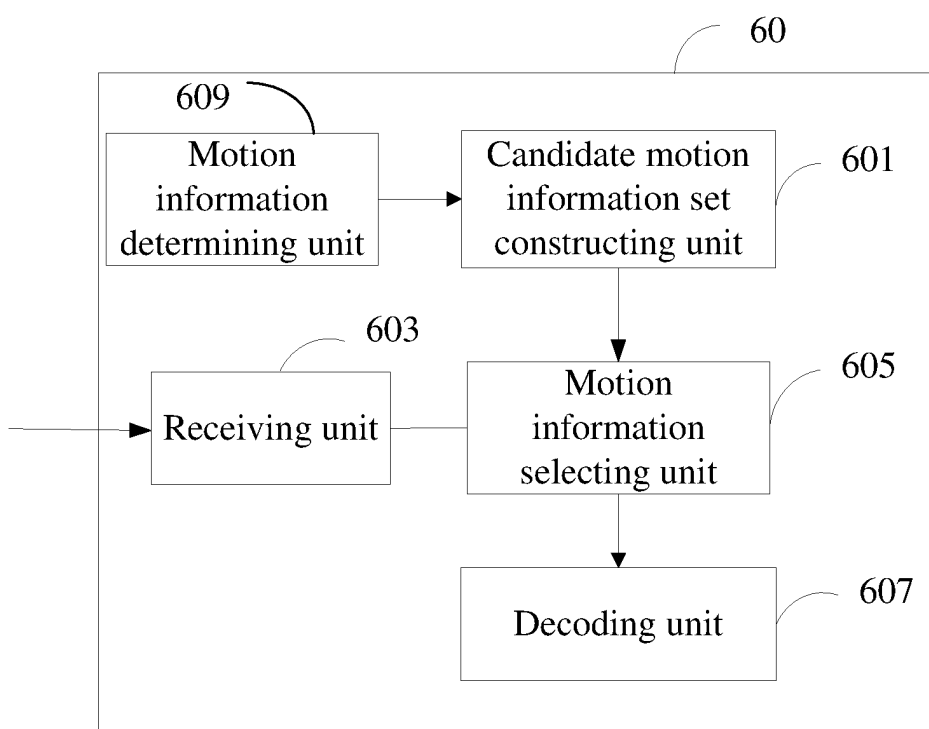 60
609
Motion
information
determining unit
Candidate motion
information set
constructing unit
601
603
Receiving unit
Motion
information
selecting unit
605
Decoding unit
607